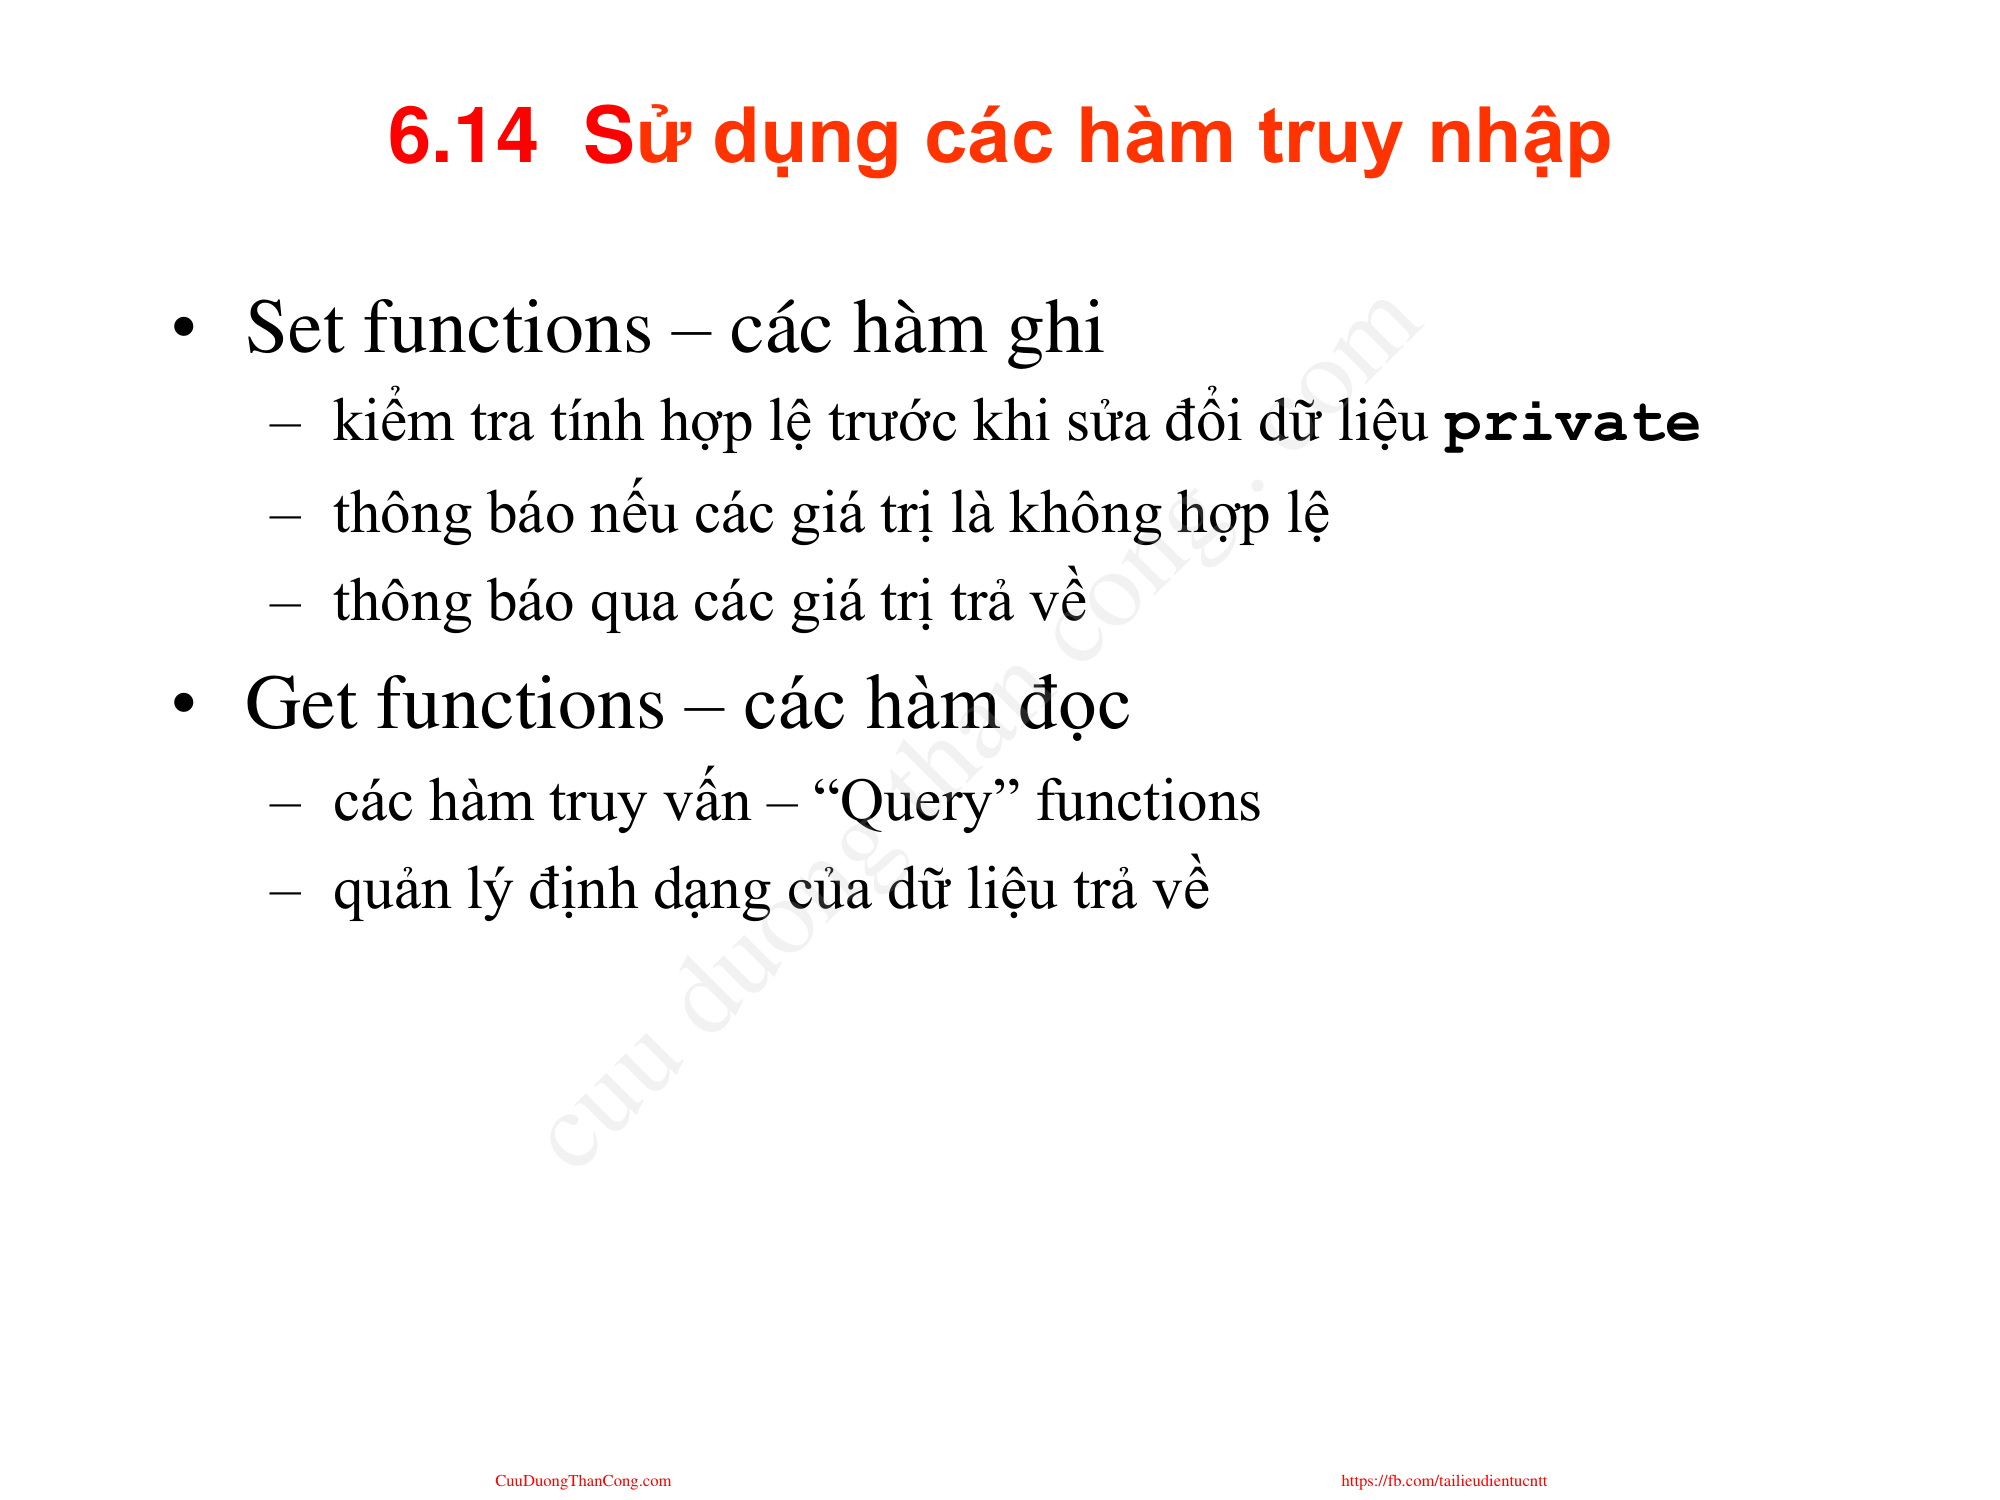 6.14 Sử dụng các hàm truy nhập
• Set functions – các hàm ghi
– kiểm tra tính hợp lệ trước khi sửa đổi dữ liệu private
– thông báo nếu các giá trị là không hợp lệ
– thông báo qua các giá trị trả về
• Get functions – các hàm đọc
– các hàm truy vấn – “Query” functions
– quản lý định dạng của dữ liệu trả về
cuu duong than cong . com
CuuDuongThanCong.com
https://fb.com/tailieudientucntt